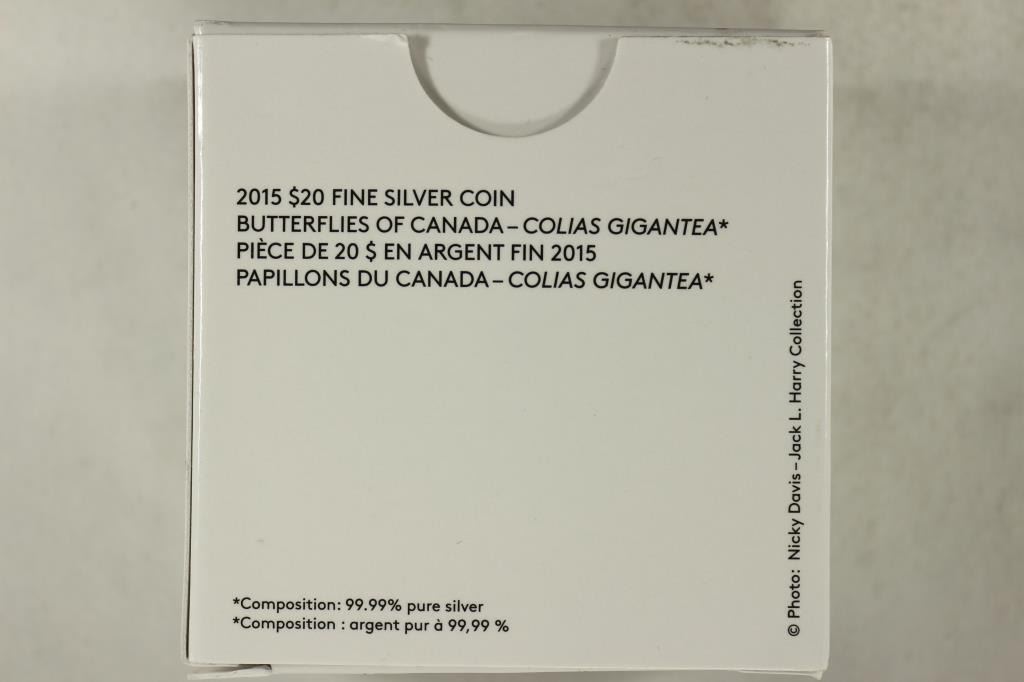 2015 $20 FINE SILVER COIN
BUTTERFLIES OF CANADA – COLIAS GIGANTEA*
PIÈCE DE 20 $ EN ARGENT FIN 2015
PAPILLONS DU CANADA – COLIAS GIGANTEA*
© Photo: Nicky Davis – Jack L. Harry Collection
*Composition: 99.99% pure silver
*Composition : argent pur à 99,99 %